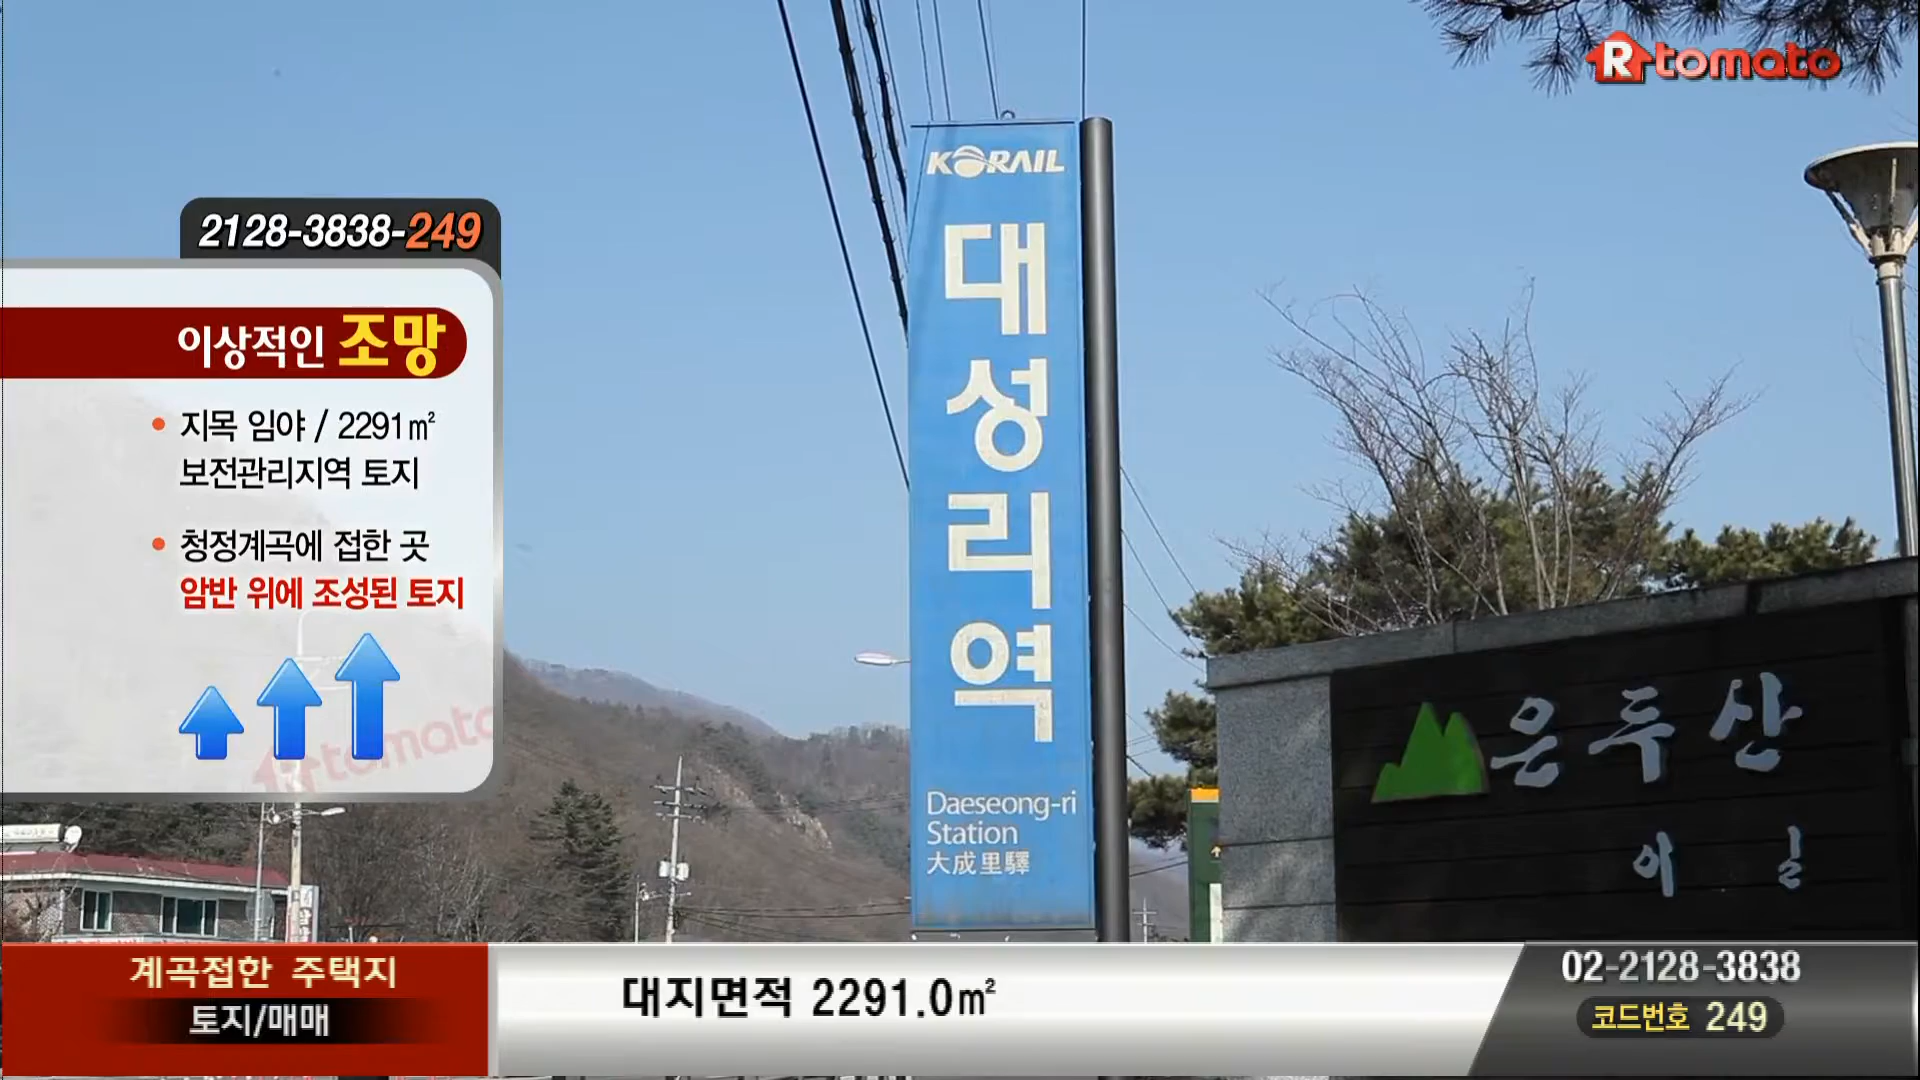 Rtomato
2128-3838-249
이상적인 조망
지목 임야 / 2291㎡
보전관리지역 토지
청정계곡에 접한 곳
암반 위에 조성된 토지
Rtomato
KORAIL
대성리역
Daeseong-ri
Station
大成里驛
은두산
계곡접한 주택지
토지/매매
대지면적 2291.0㎡
02-2128-3838
코드번호 249